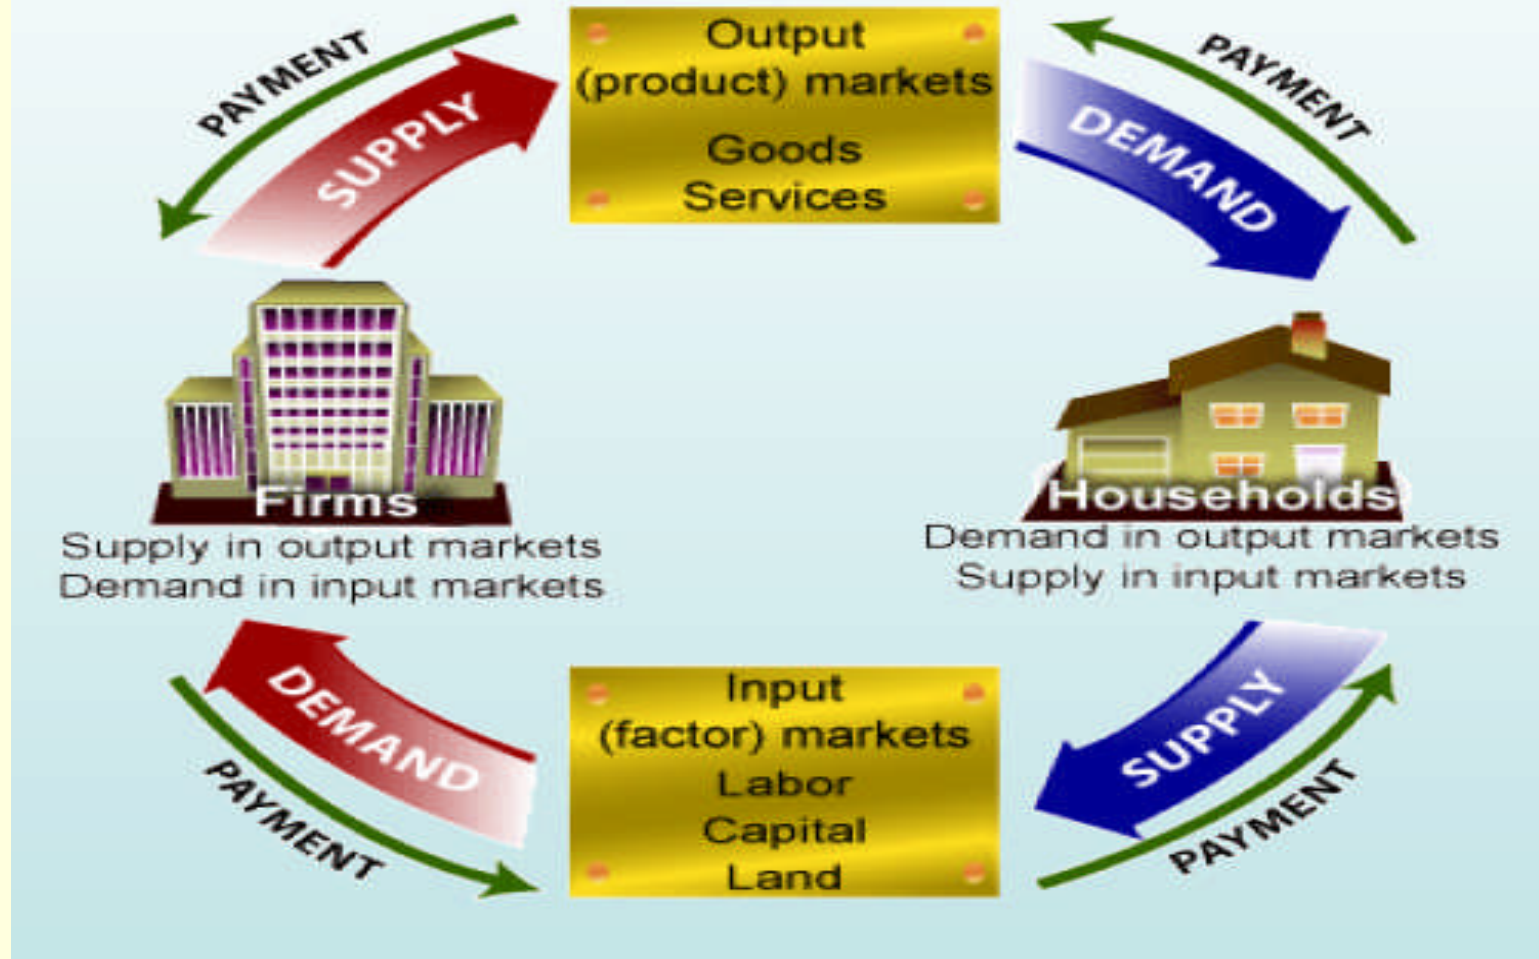 PAYMENT
SUPPLY
Output
(product) markets
Goods
Services
PAYMENT
DEMAND
Firms
Supply in output markets
Demand in input markets
Households
Demand in output markets
Supply in input markets
DEMAND
PAYMENT
Input
(factor) markets
Labor
Capital
Land
SUPPLY
PAYMENT